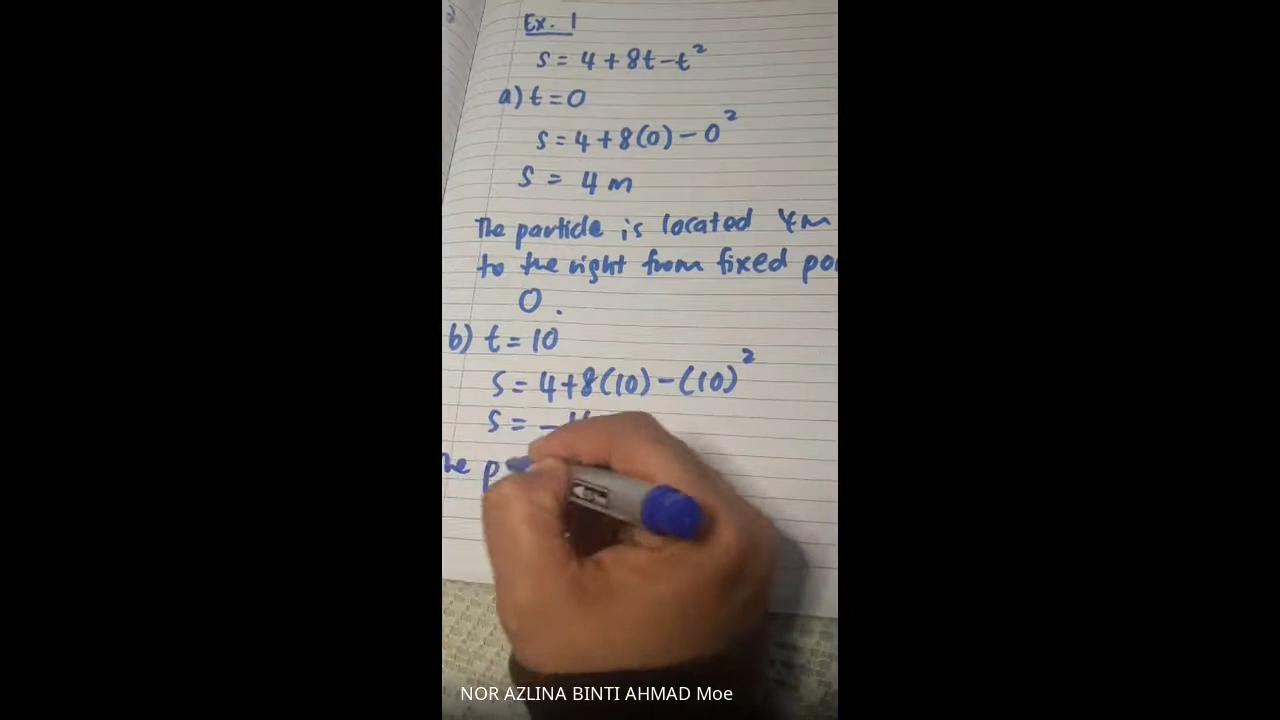 Ex. 1
s = 4 + 8t - t²
a) t = 0
s = 4 + 8(0) - 0²
s = 4 m
The particle is located 4m
to the right from fixed po
O.
b) t = 10
s = 4 + 8(10) - (10)²
s = -
he p
NOR AZLINA BINTI AHMAD Moe